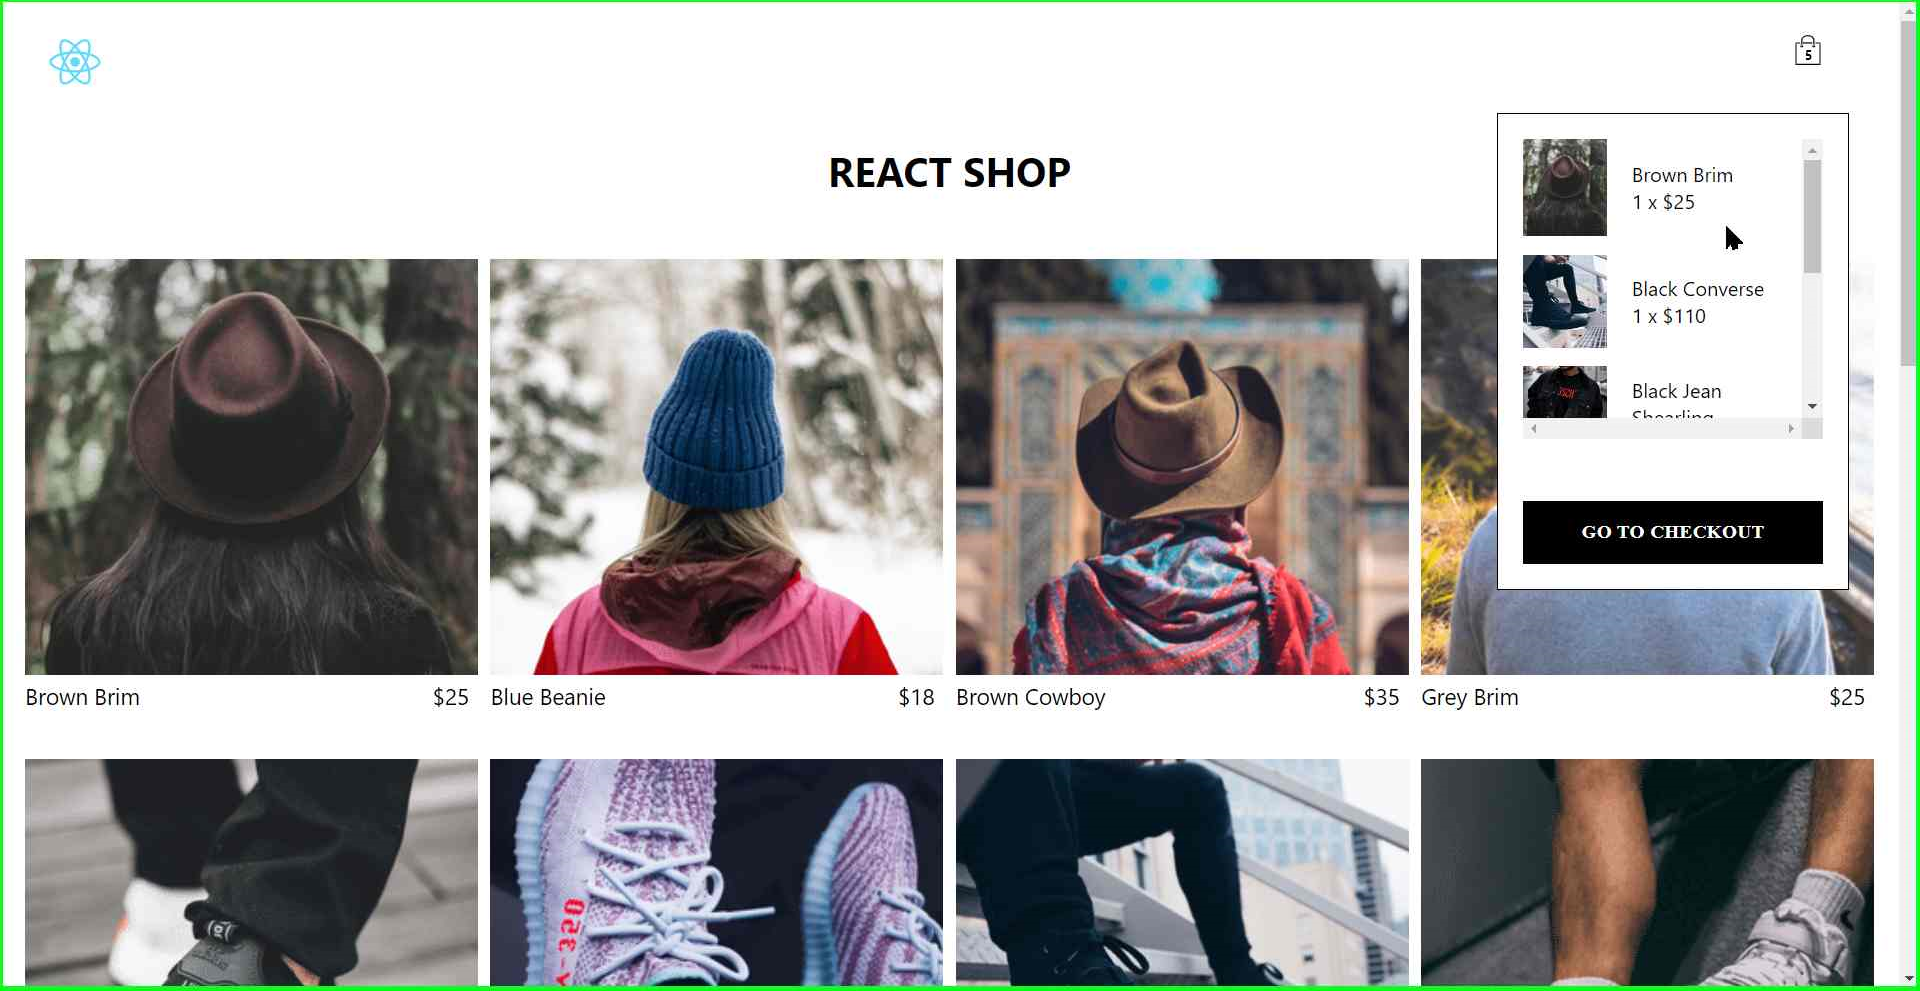 5
REACT SHOP
Brown Brim
1 x $25
Black Converse
1 x $110
Black Jean
Shearling
GO TO CHECKOUT
Brown Brim $25
Blue Beanie $18
Brown Cowboy $35
Grey Brim $25